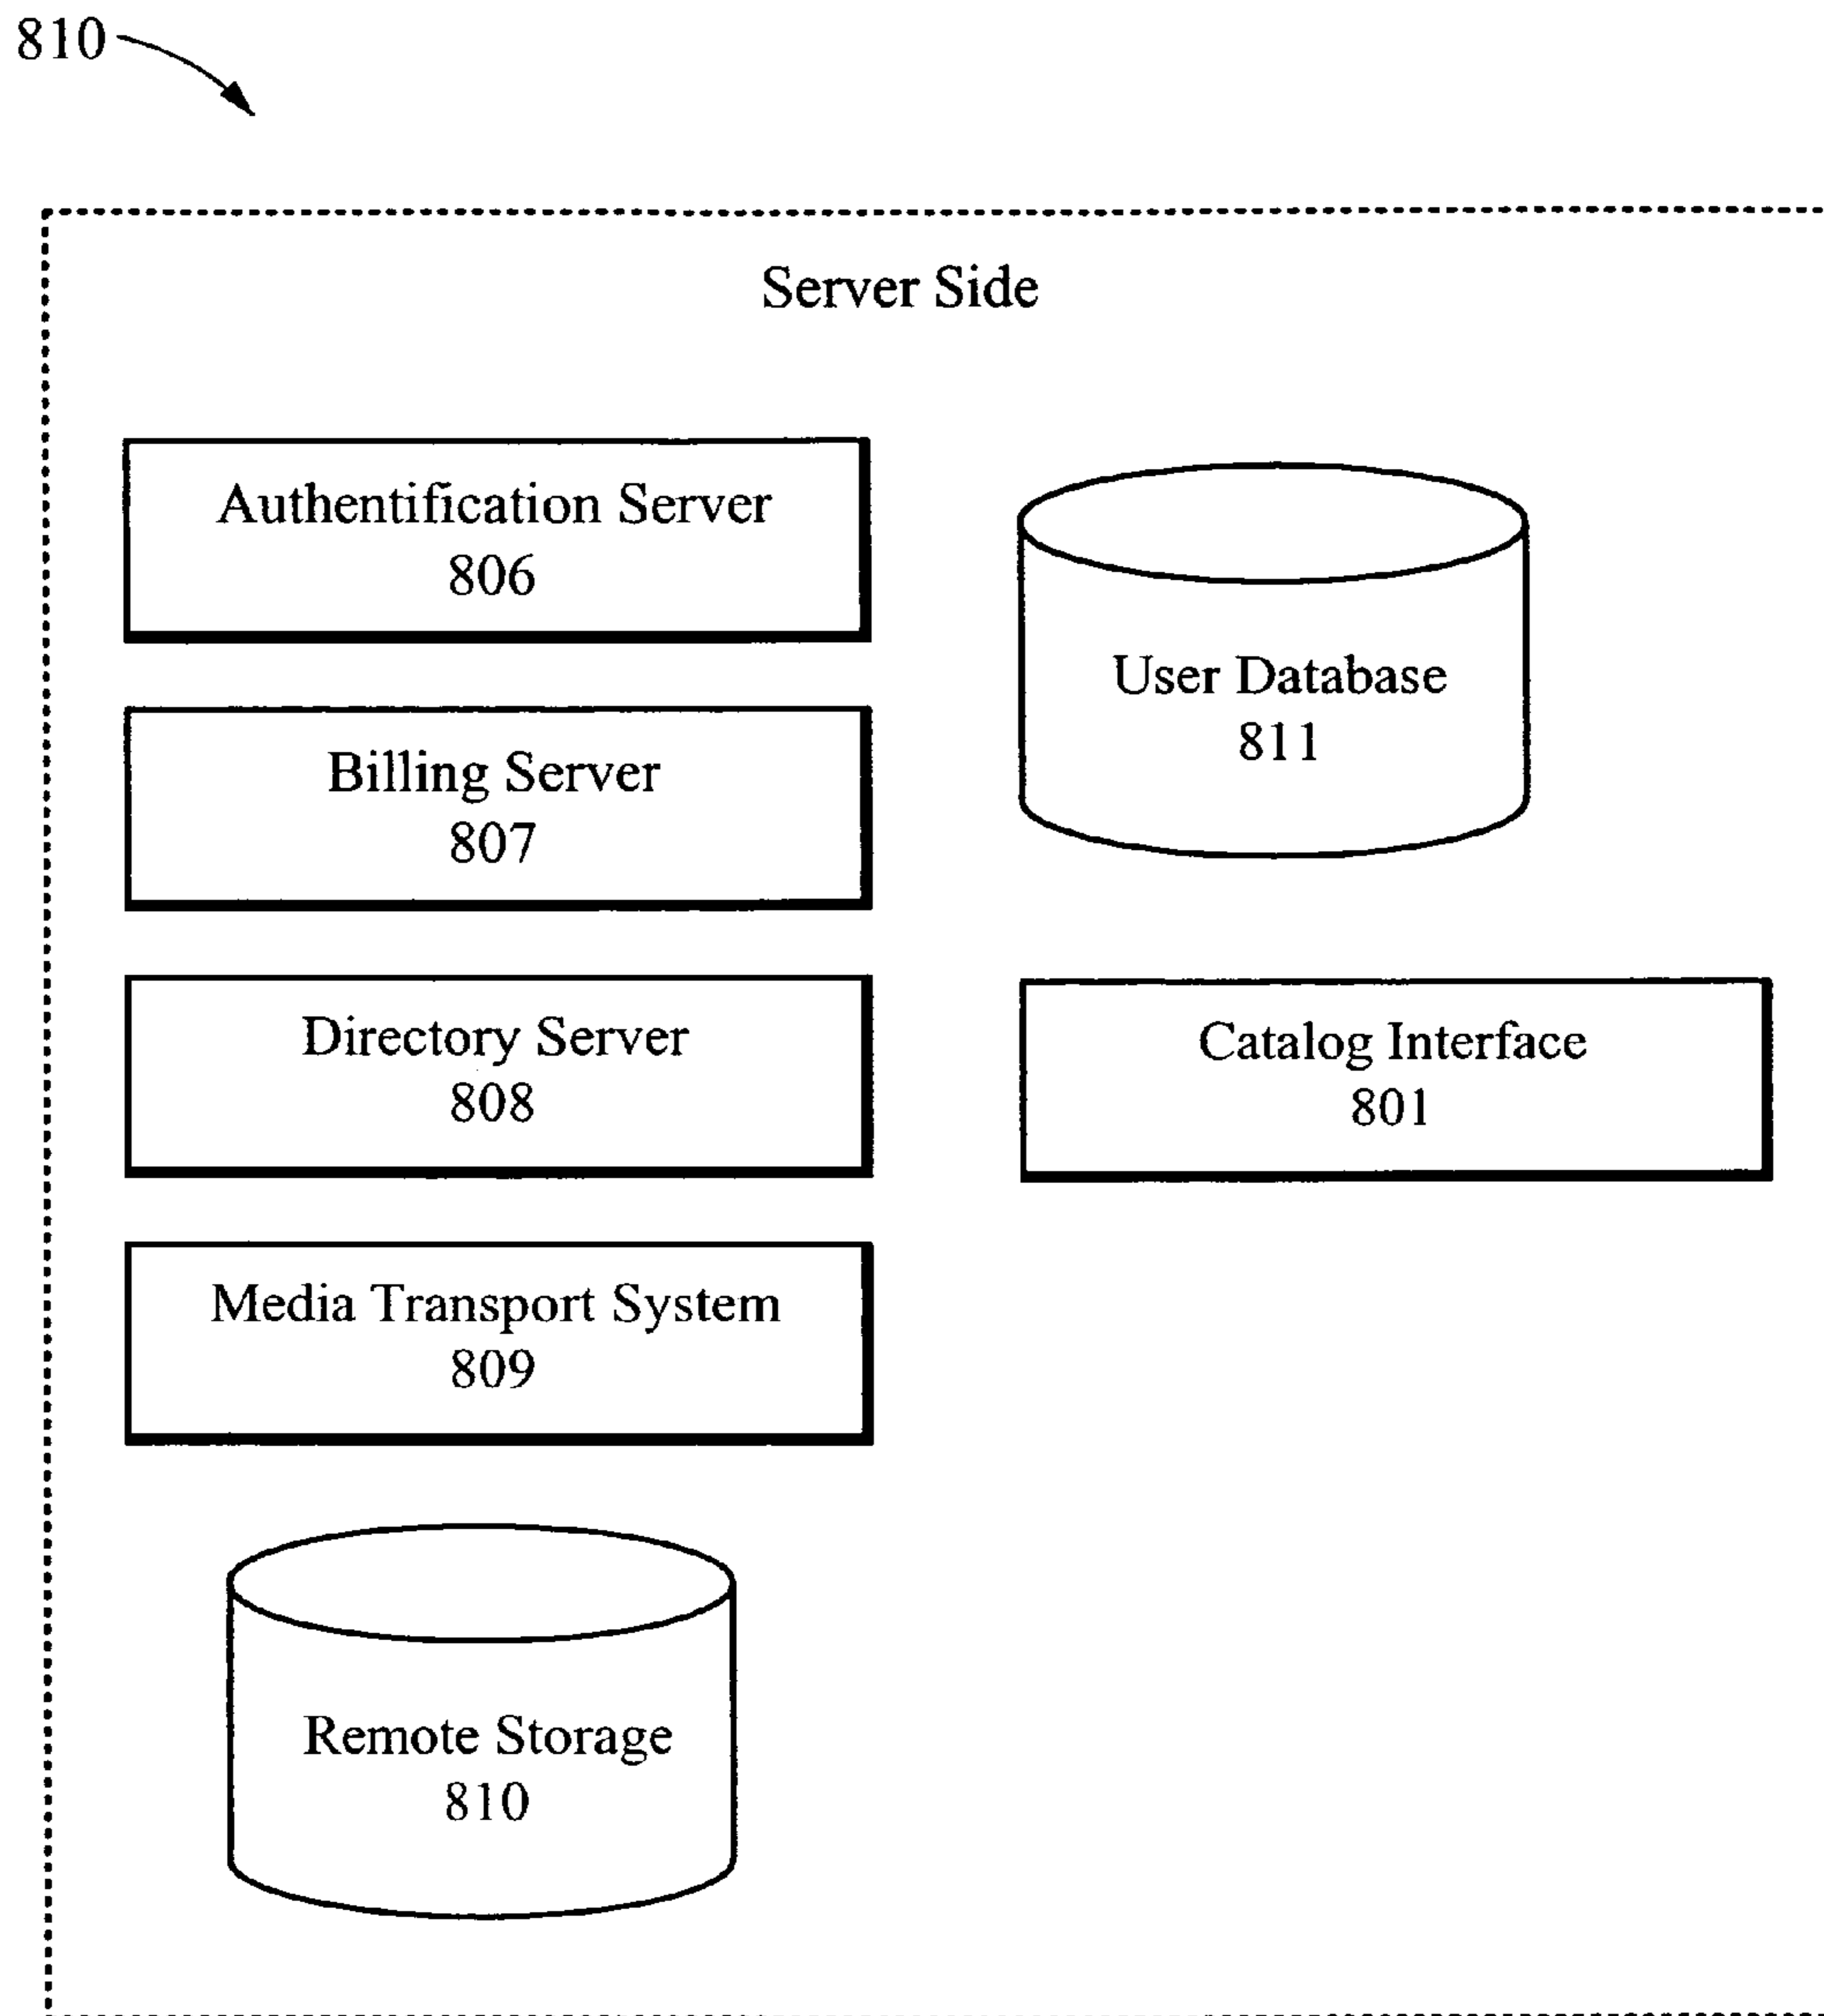 810
Server Side
Authentification Server
806
User Database
811
Billing Server
807
Directory Server
808
Catalog Interface
801
Media Transport System
809
Remote Storage
810